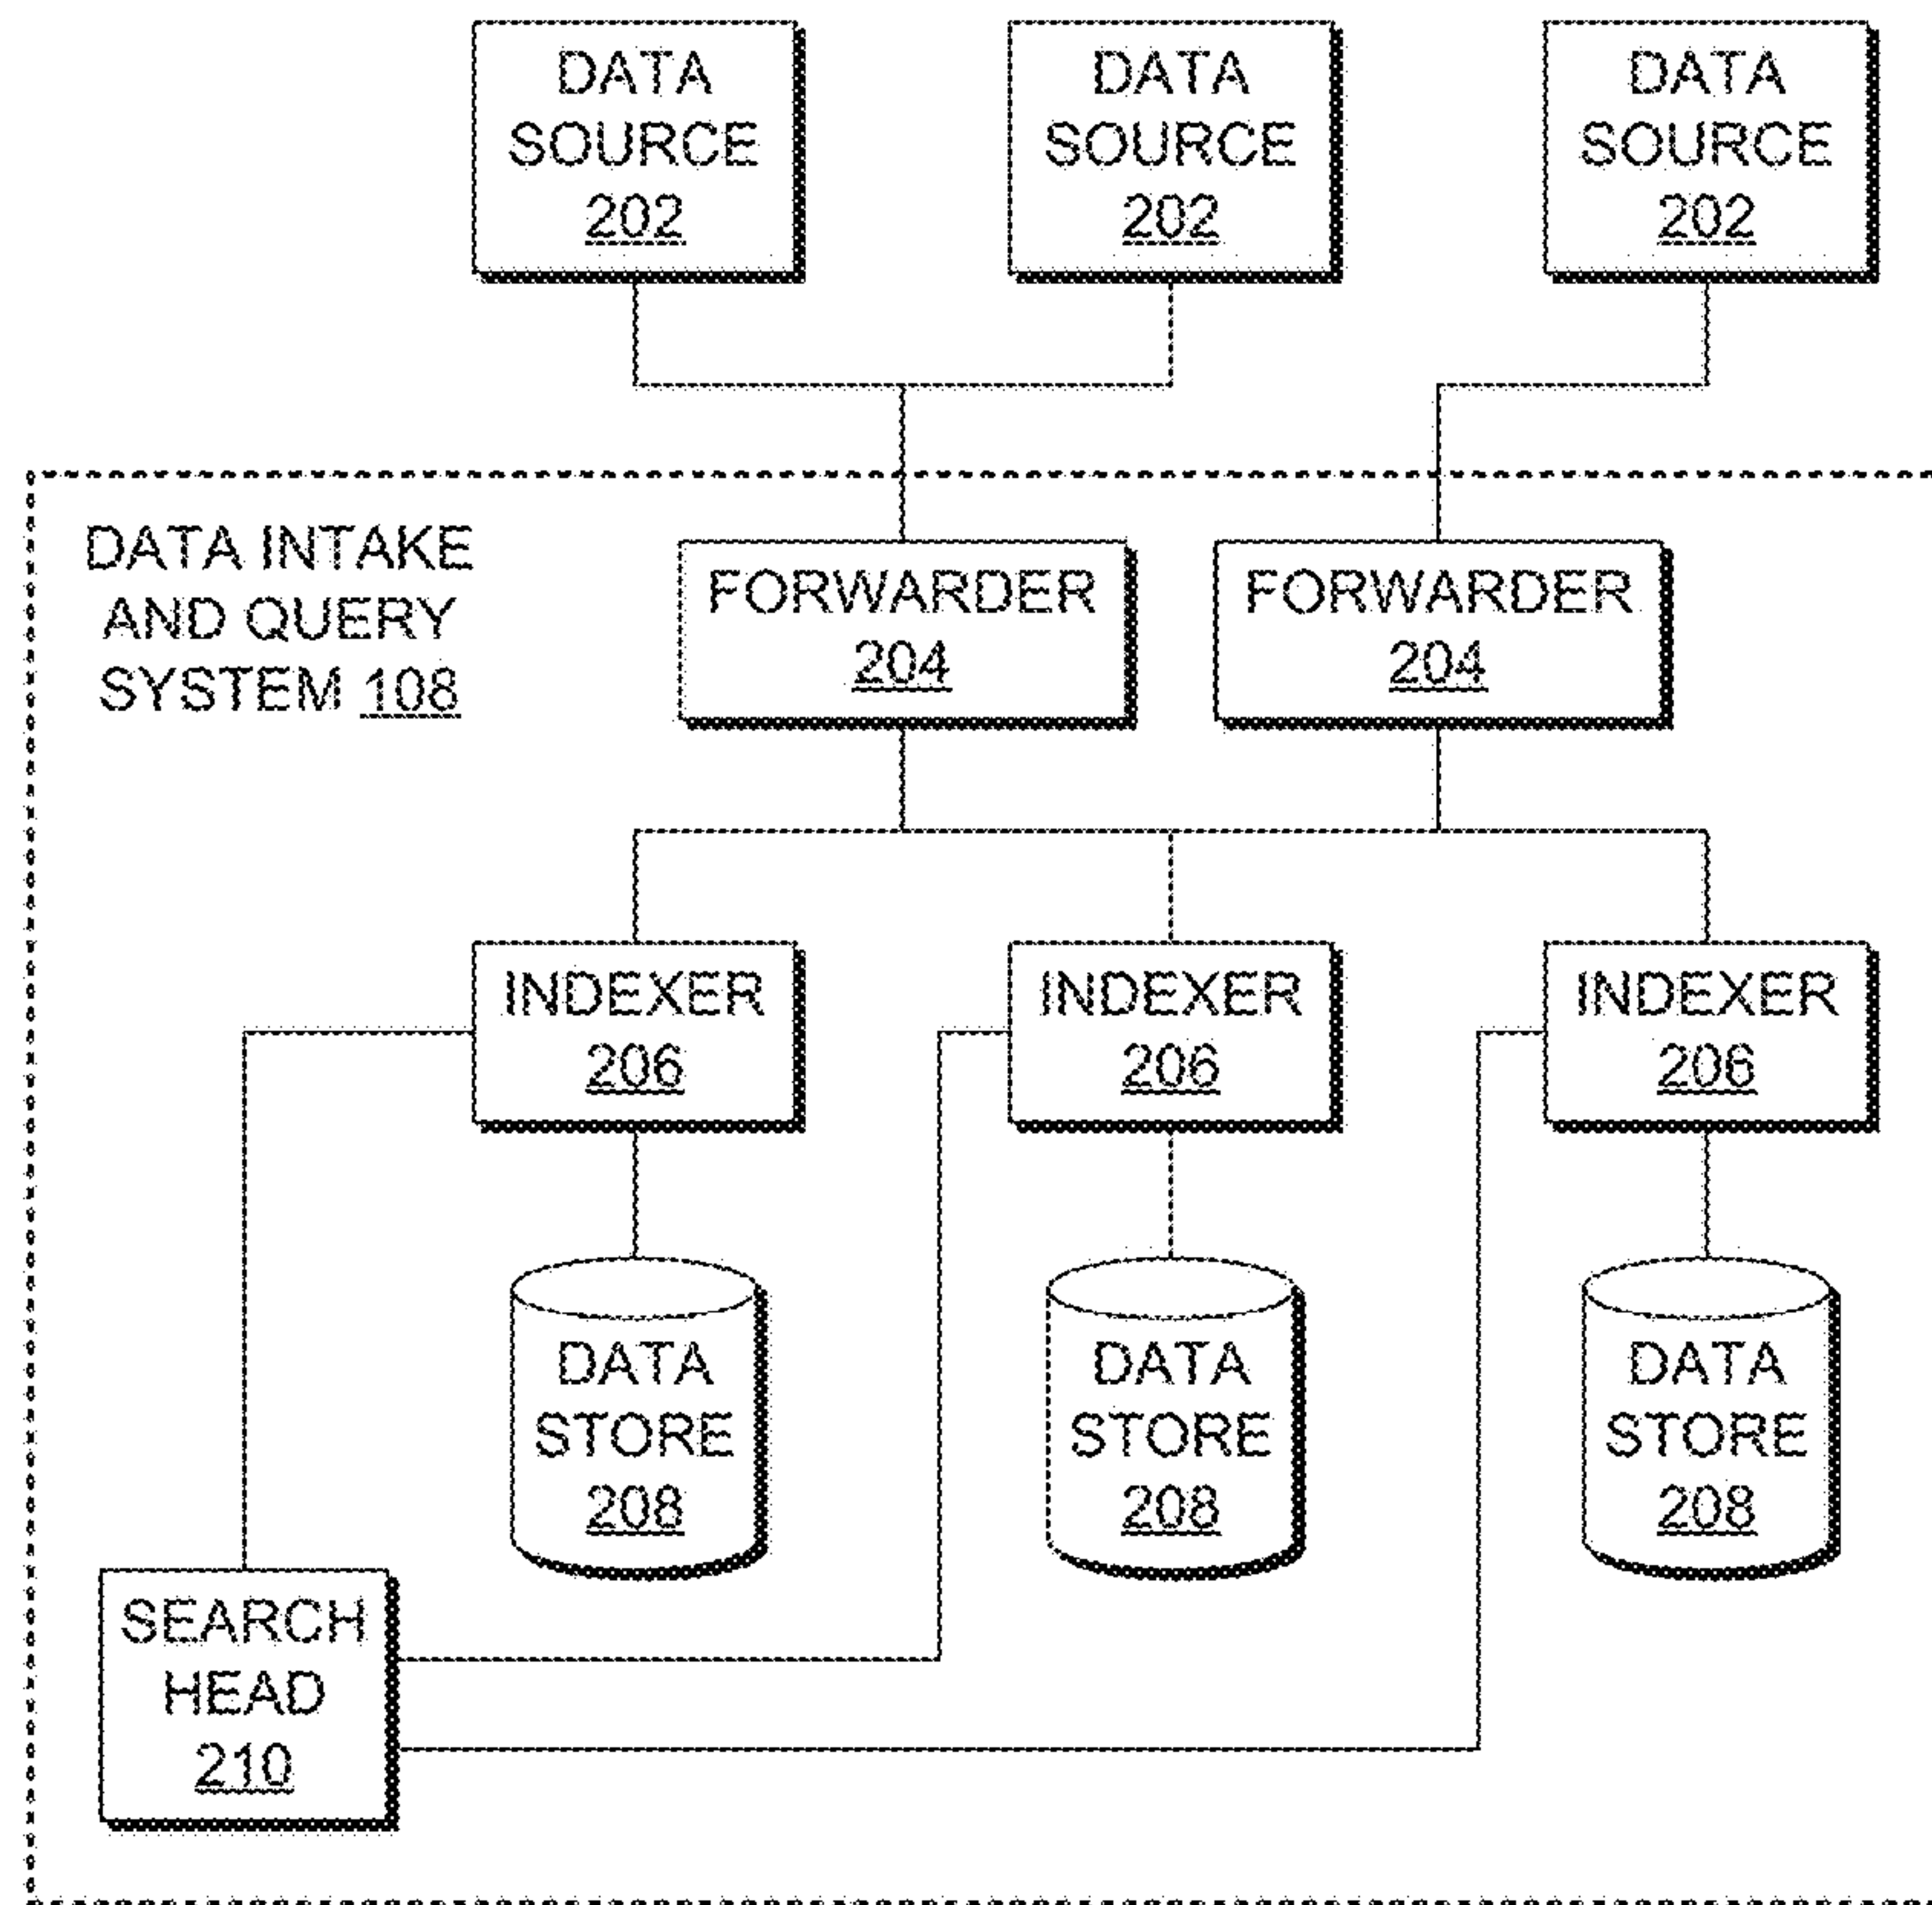 DATA
SOURCE
202
DATA
SOURCE
202
DATA
SOURCE
202
DATA INTAKE
AND QUERY
SYSTEM 108
FORWARDER
204
FORWARDER
204
INDEXER
206
INDEXER
206
INDEXER
206
DATA
STORE
208
DATA
STORE
208
DATA
STORE
208
SEARCH
HEAD
210